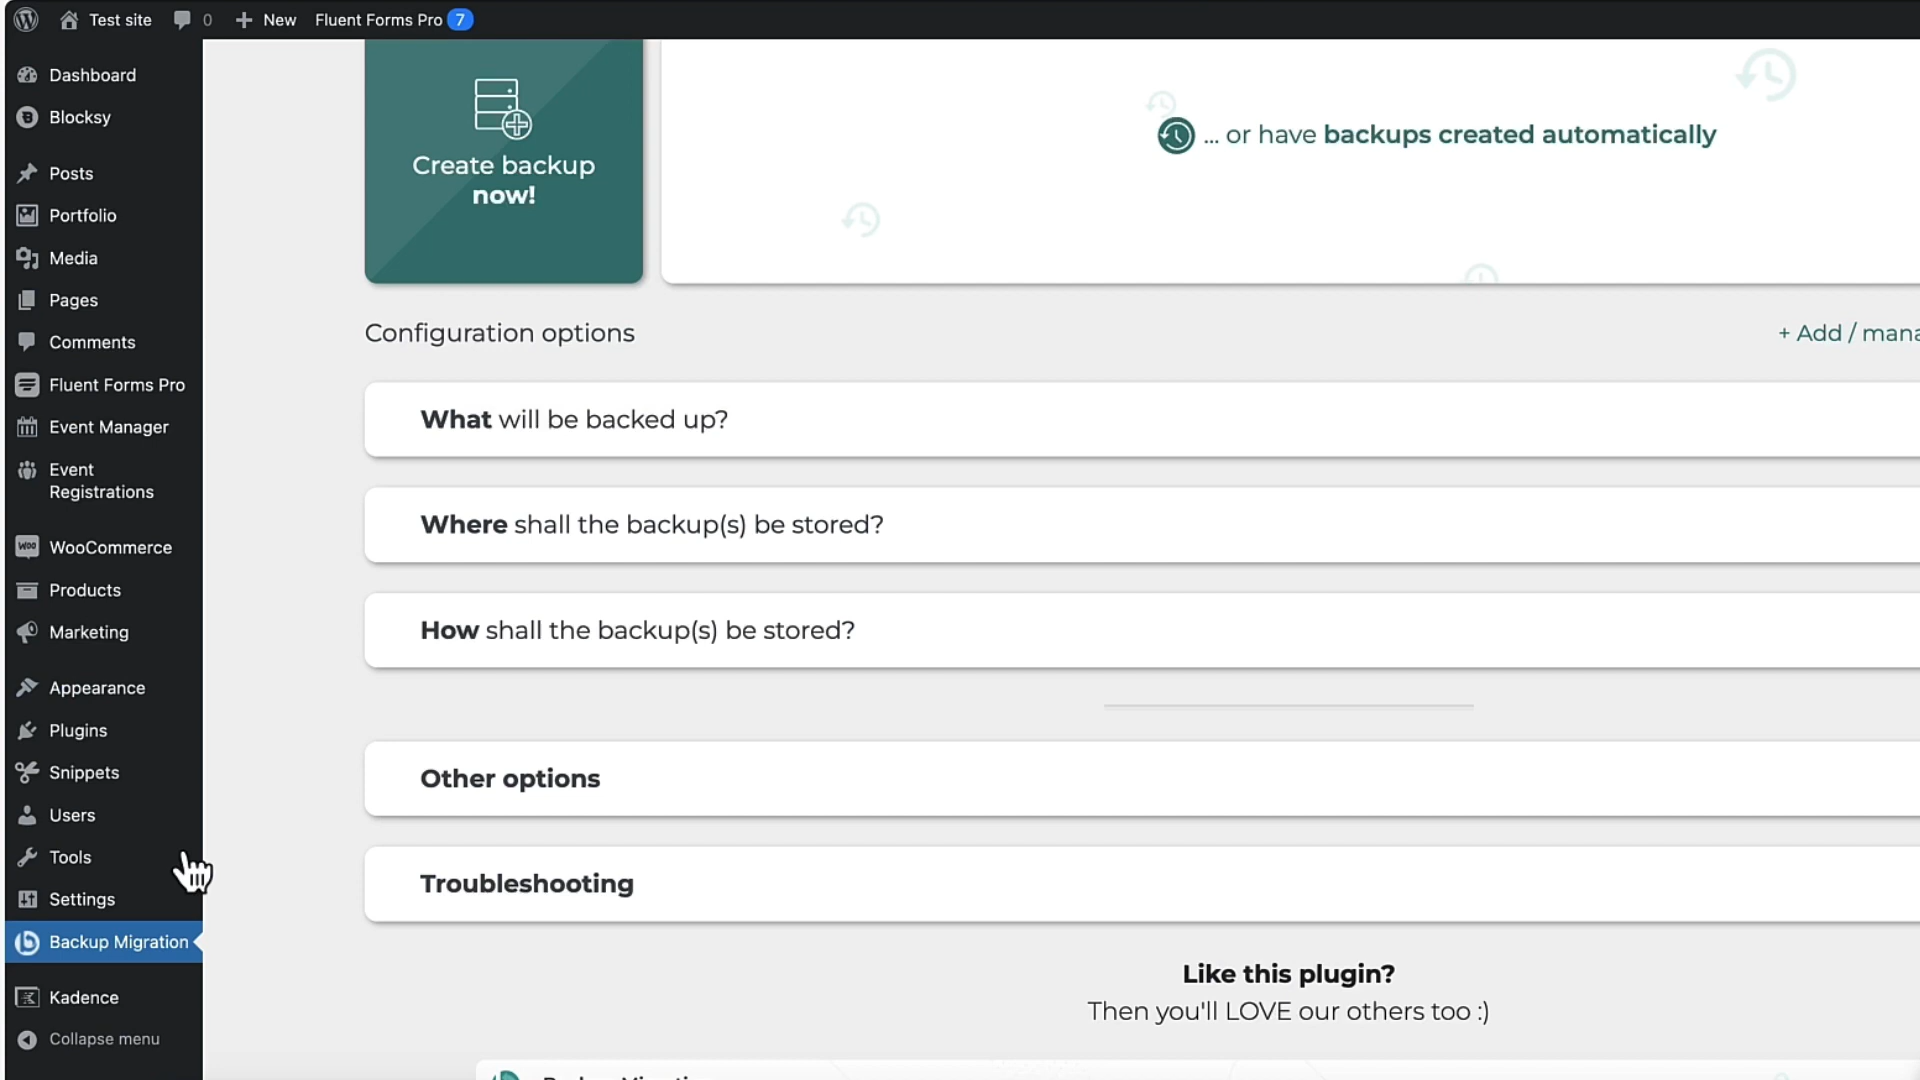 Test site
0
New
Fluent Forms Pro 7
Dashboard
Blocksy
Posts
Portfolio
Media
Pages
Comments
Fluent Forms Pro
Event Manager
Event
Registrations
WooCommerce
Products
Marketing
Appearance
Plugins
Snippets
Users
Tools
Settings
Backup Migration
Kadence
Collapse menu
Create backup
now!
... or have backups created automatically
Configuration options
+ Add / mana
What will be backed up?
Where shall the backup(s) be stored?
How shall the backup(s) be stored?
Other options
Troubleshooting
Like this plugin?
Then you'll LOVE our others too :)